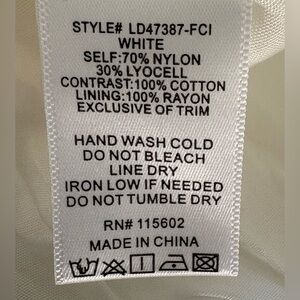 STYLE# LD47387-FCI
WHITE
SELF:70% NYLON
30% LYOCELL
CONTRAST:100% COTTON
LINING:100% RAYON
EXCLUSIVE OF TRIM
HAND WASH COLD
DO NOT BLEACH
LINE DRY
IRON LOW IF NEEDED
DO NOT TUMBLE DRY
RN# 115602
MADE IN CHINA